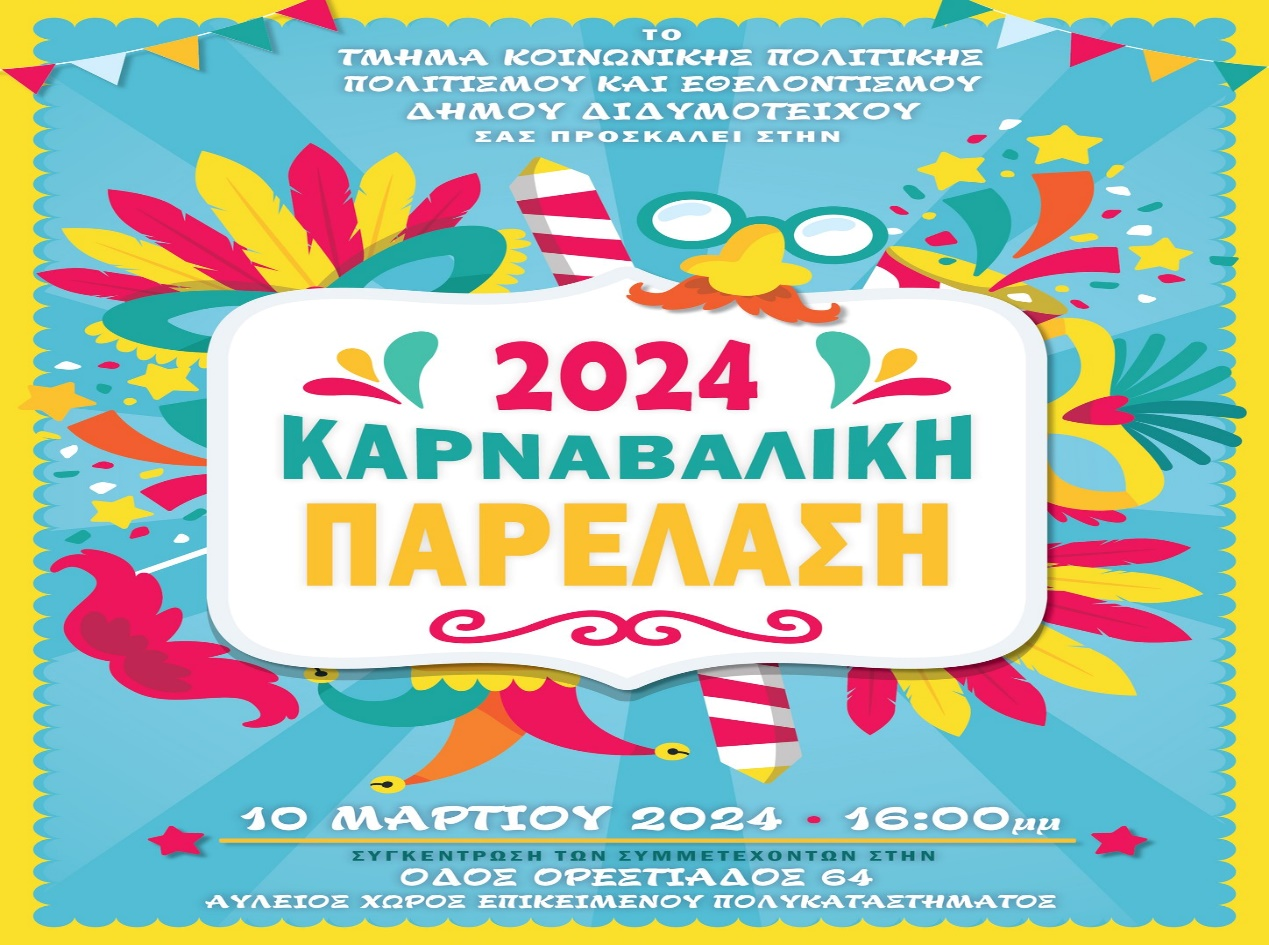 ΤΟ
ΤΜΗΜΑ ΚΟΙΝΩΝΙΚΗΣ ΠΟΛΙΤΙΚΗΣ
ΠΟΛΙΤΙΣΜΟΥ ΚΑΙ ΕΘΕΛΟΝΤΙΣΜΟΥ
ΔΗΜΟΥ ΔΙΔΥΜΟΤΕΙΧΟΥ
ΣΑΣ ΠΡΟΣΚΑΛΕΙ ΣΤΗΝ
2024
ΚΑΡΝΑΒΑΛΙΚΗ
ΠΑΡΕΛΑΣΗ
10 ΜΑΡΤΙΟΥ 2024 • 16:00μμ
ΣΥΓΚΕΝΤΡΩΣΗ ΤΩΝ ΣΥΜΜΕΤΕΧΟΝΤΩΝ ΣΤΗΝ
ΟΔΟΣ ΟΡΕΣΤΙΑΔΟΣ 64
ΑΥΛΕΙΟΣ ΧΩΡΟΣ ΕΠΙΚΕΙΜΕΝΟΥ ΠΟΛΥΚΑΤΑΣΤΗΜΑΤΟΣ